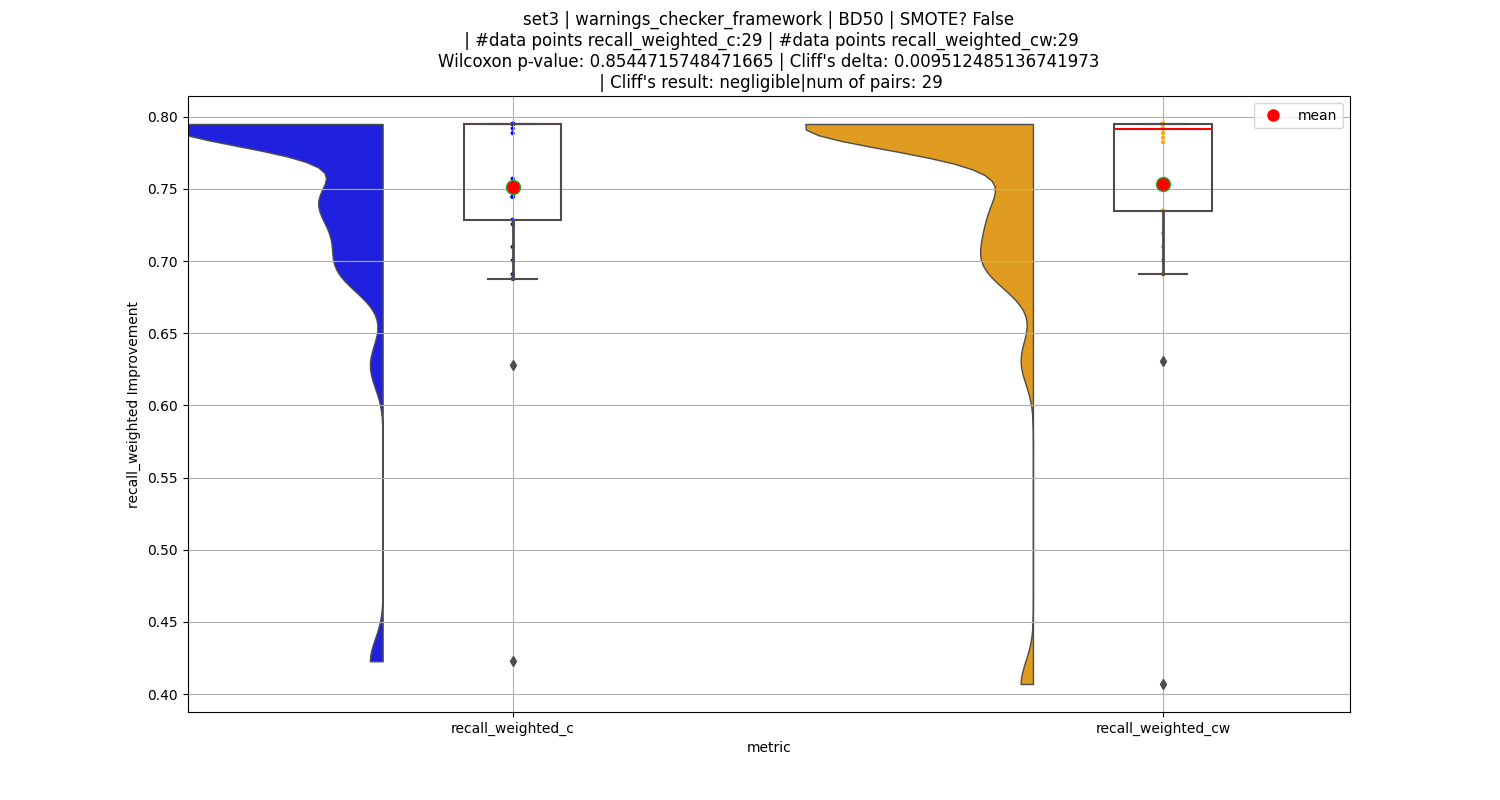 set3 | warnings_checker_framework | BD50 | SMOTE? False
| #data points recall_weighted_c:29 | #data points recall_weighted_cw:29
Wilcoxon p-value: 0.8544715748471665 | Cliff's delta: 0.009512485136741973
| Cliff's result: negligible|num of pairs: 29
mean
0.80
0.75
0.70
0.65
0.60
0.55
0.50
0.45
0.40
recall_weighted Improvement
recall_weighted_c
recall_weighted_cw
metric